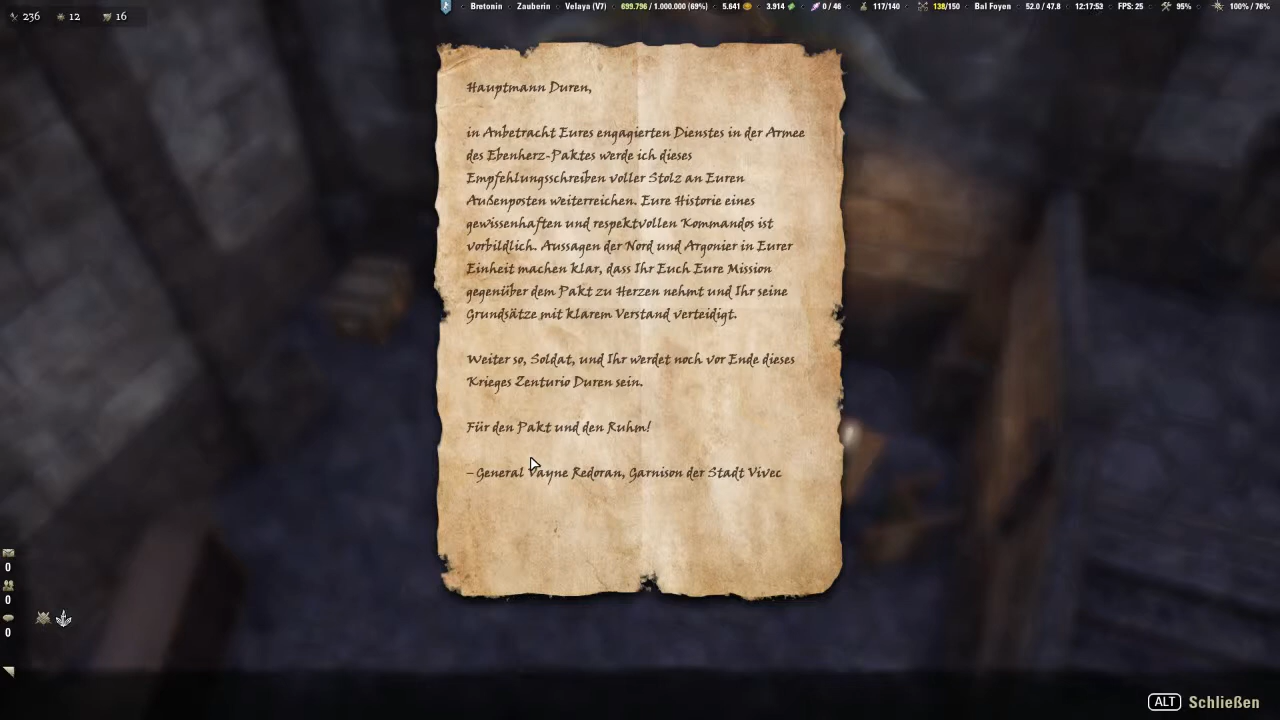 236 12 16
Bretonin Zauberin Velaya (V7) 699.796 / 1.000.000 (69%) 5.641 3.914 0 / 46 117/140 138/150 Bal Foyen 52.0 / 47.8 12:17:53 FPS: 25 95% 100% / 76%
Hauptmann Duren,
in Anbetracht Eures engagierten Dienstes in der Armee
des Ebenherz-Paktes werde ich dieses
Empfehlungsschreiben voller Stolz an Euren
Außenposten weiterreichen. Eure Historie eines
gewissenhaften und respektvollen Kommandos ist
vorbildlich. Aussagen der Nord und Argonier in Eurer
Einheit machen klar, dass Ihr Euch Eure Mission
gegenüber dem Pakt zu Herzen nehmt und Ihr seine
Grundsätze mit klarem Verstand verteidigt.
Weiter so, Soldat, und Ihr werdet noch vor Ende dieses
Krieges Zenturio Duren sein.
Für den Pakt und den Ruhm!
– General Vayne Redoran, Garnison der Stadt Vivec
0
0
0
ALT Schließen